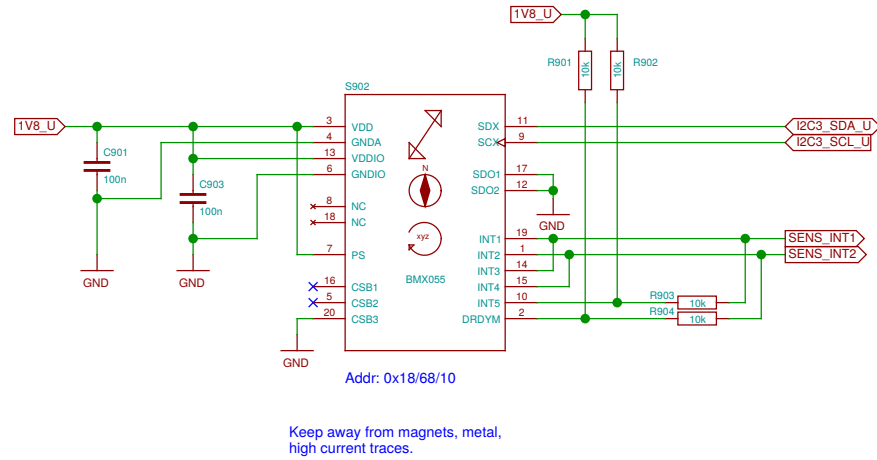 1V8_U
R901
10k
10k
R902
S902
1V8_U
3
VDD
4
GNDA
13
VDDIO
6
GNDIO
8
NC
18
NC
7
PS
16
CSB1
5
CSB2
20
CSB3
C901
100n
C903
100n
GND
GND
GND
N
xyz
BMX055
SDX
11
SCX
9
SDO1
17
SDO2
12
INT1
19
INT2
1
INT3
14
INT4
15
INT5
10
DRDYM
2
I2C3_SDA_U
I2C3_SCL_U
GND
SENS_INT1
SENS_INT2
R903
10k
R904
10k
Addr: 0x18/68/10
Keep away from magnets, metal,
high current traces.